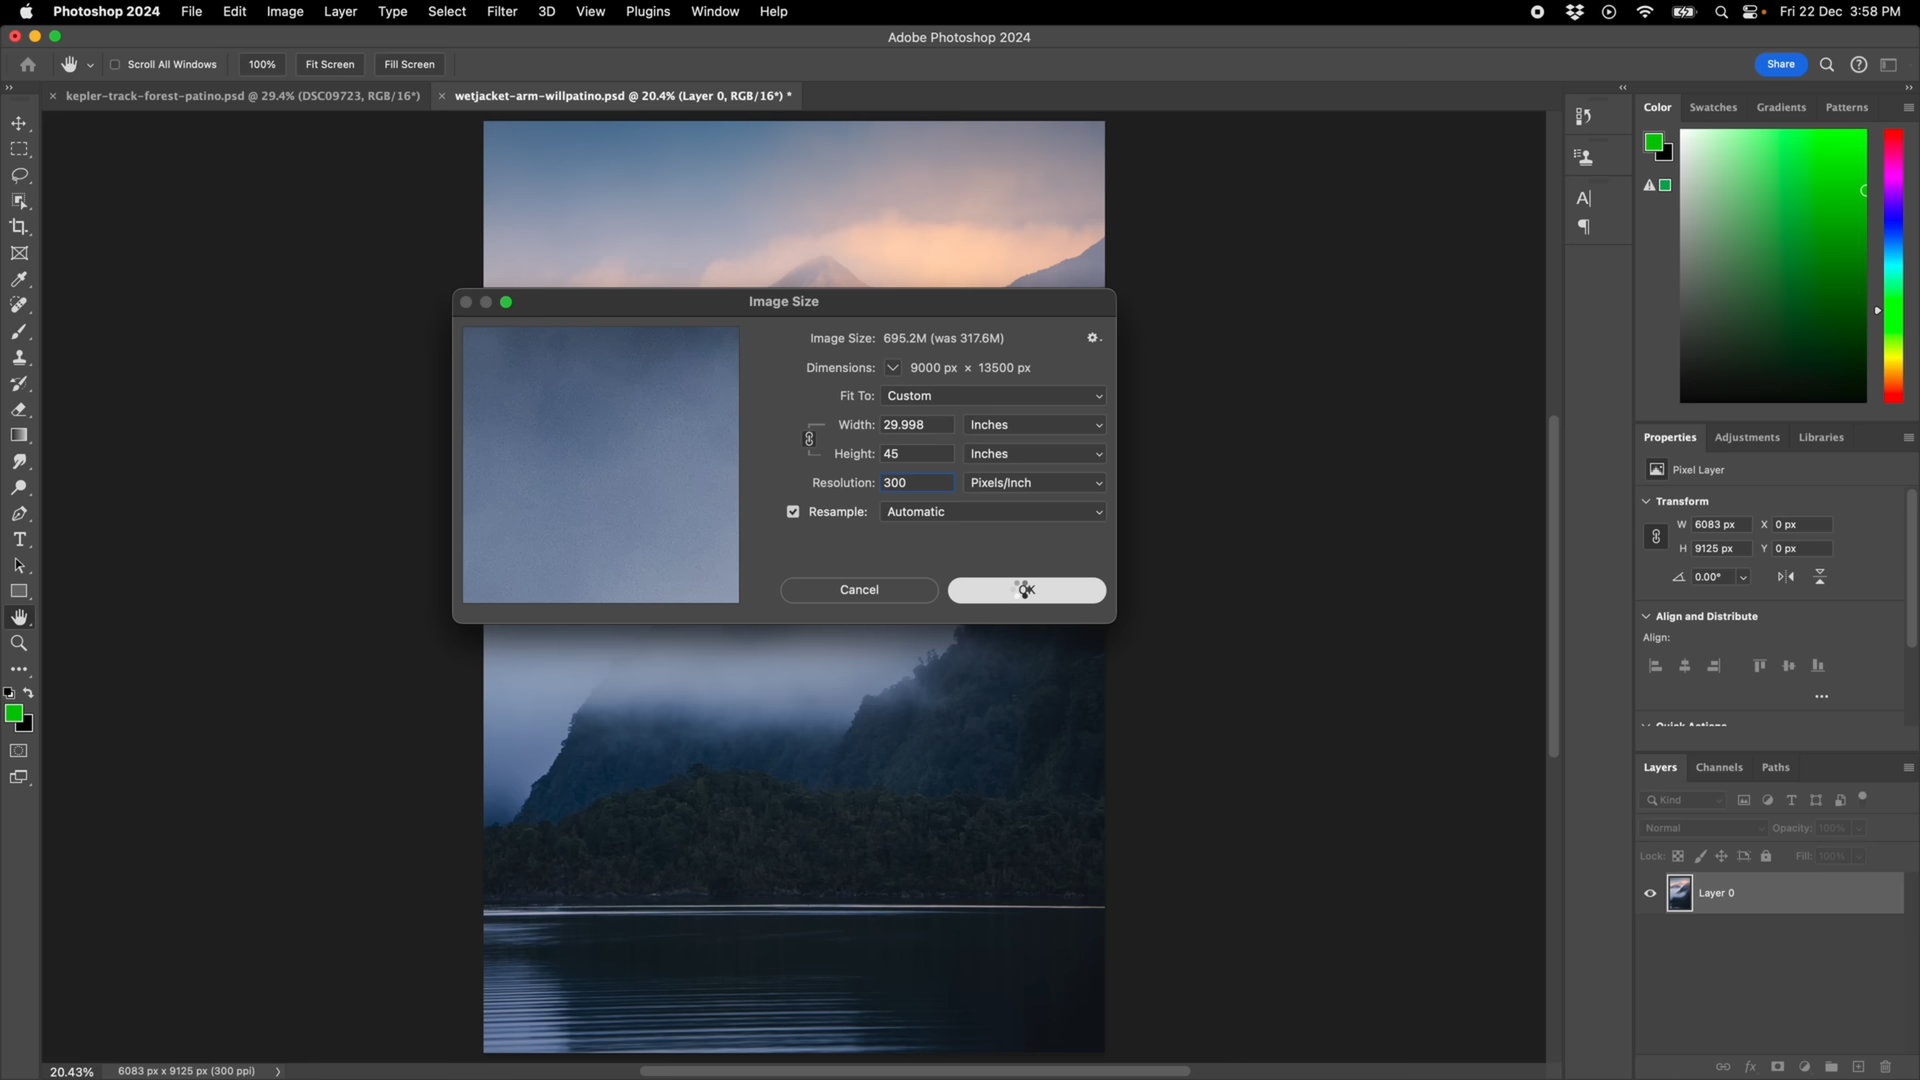 Photoshop 2024 File Edit Image Layer Type Select Filter 3D View Plugins Window Help Fri 22 Dec 3:58 PM
Adobe Photoshop 2024
Scroll All Windows 100% Fit Screen Fill Screen Share
kepler-track-forest-patino.psd @ 29.4% (DSC09723, RGB/16*) wetjacket-arm-willpatino.psd @ 20.4% (Layer 0, RGB/16*) *
Color Swatches Gradients Patterns
Image Size
Image Size: 695.2M (was 317.6M)
Dimensions: 9000 px × 13500 px
Fit To: Custom
Width: 29.998 Inches
Height: 45 Inches
Resolution: 300 Pixels/Inch
Resample: Automatic
Cancel OK
Properties Adjustments Libraries
Pixel Layer
Transform
W 6083 px X 0 px
H 9125 px Y 0 px
0.00°
Align and Distribute
Align:
Quick Actions
Layers Channels Paths
Kind
Normal Opacity: 100%
Lock: Fill: 100%
Layer 0
20.43% 6083 px x 9125 px (300 ppi)